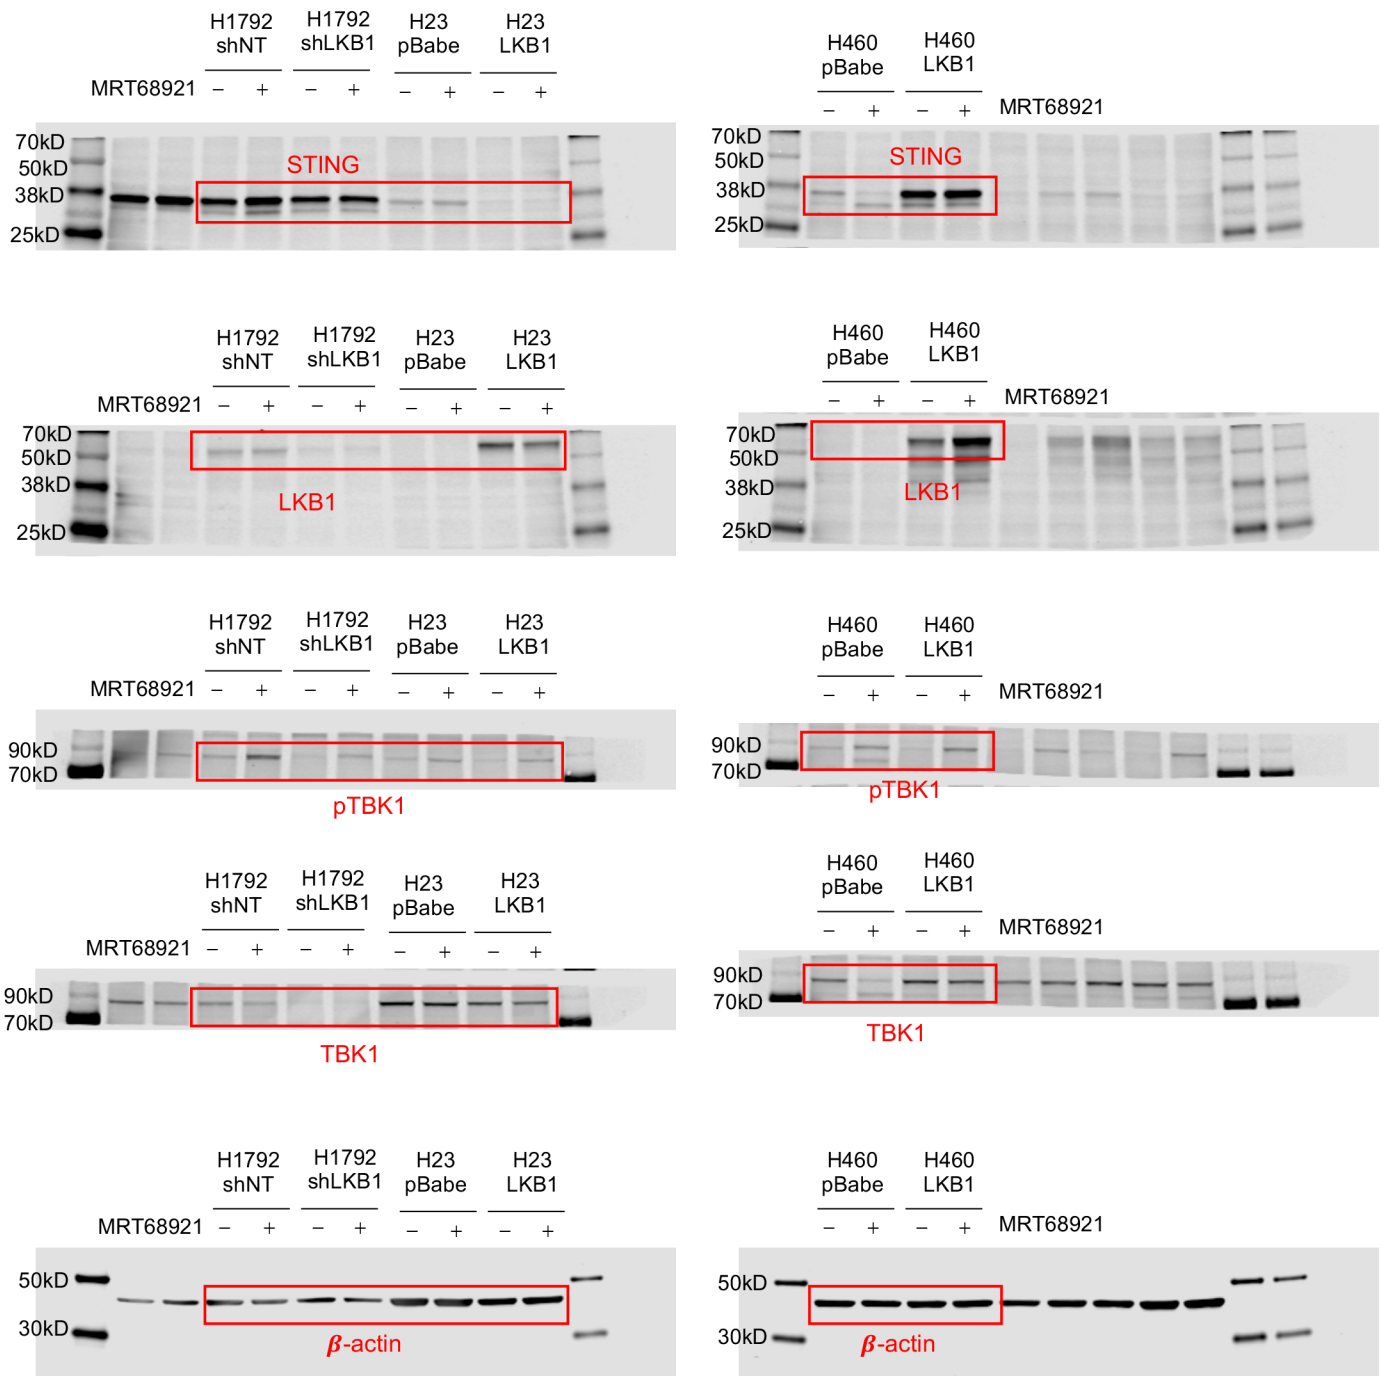 H1792 H1792 H23 H23
shNT shLKB1 pBabe LKB1
MRT68921 − + − + − + − +
70kD
50kD
STING
38kD
25kD
H460 H460
pBabe LKB1
− + − + MRT68921
70kD
50kD
STING
38kD
25kD
H1792 H1792 H23 H23
shNT shLKB1 pBabe LKB1
MRT68921 − + − + − + − +
70kD
50kD
38kD
LKB1
25kD
H460 H460
pBabe LKB1
− + − + MRT68921
70kD
50kD
38kD
LKB1
25kD
H1792 H1792 H23 H23
shNT shLKB1 pBabe LKB1
MRT68921 − + − + − + − +
90kD
70kD
pTBK1
H460 H460
pBabe LKB1
− + − + MRT68921
90kD
70kD
pTBK1
H1792 H1792 H23 H23
shNT shLKB1 pBabe LKB1
MRT68921 − + − + − + − +
90kD
70kD
TBK1
H460 H460
pBabe LKB1
− + − + MRT68921
90kD
70kD
TBK1
H1792 H1792 H23 H23
shNT shLKB1 pBabe LKB1
MRT68921 − + − + − + − +
50kD
30kD
β-actin
H460 H460
pBabe LKB1
− + − + MRT68921
50kD
30kD
β-actin